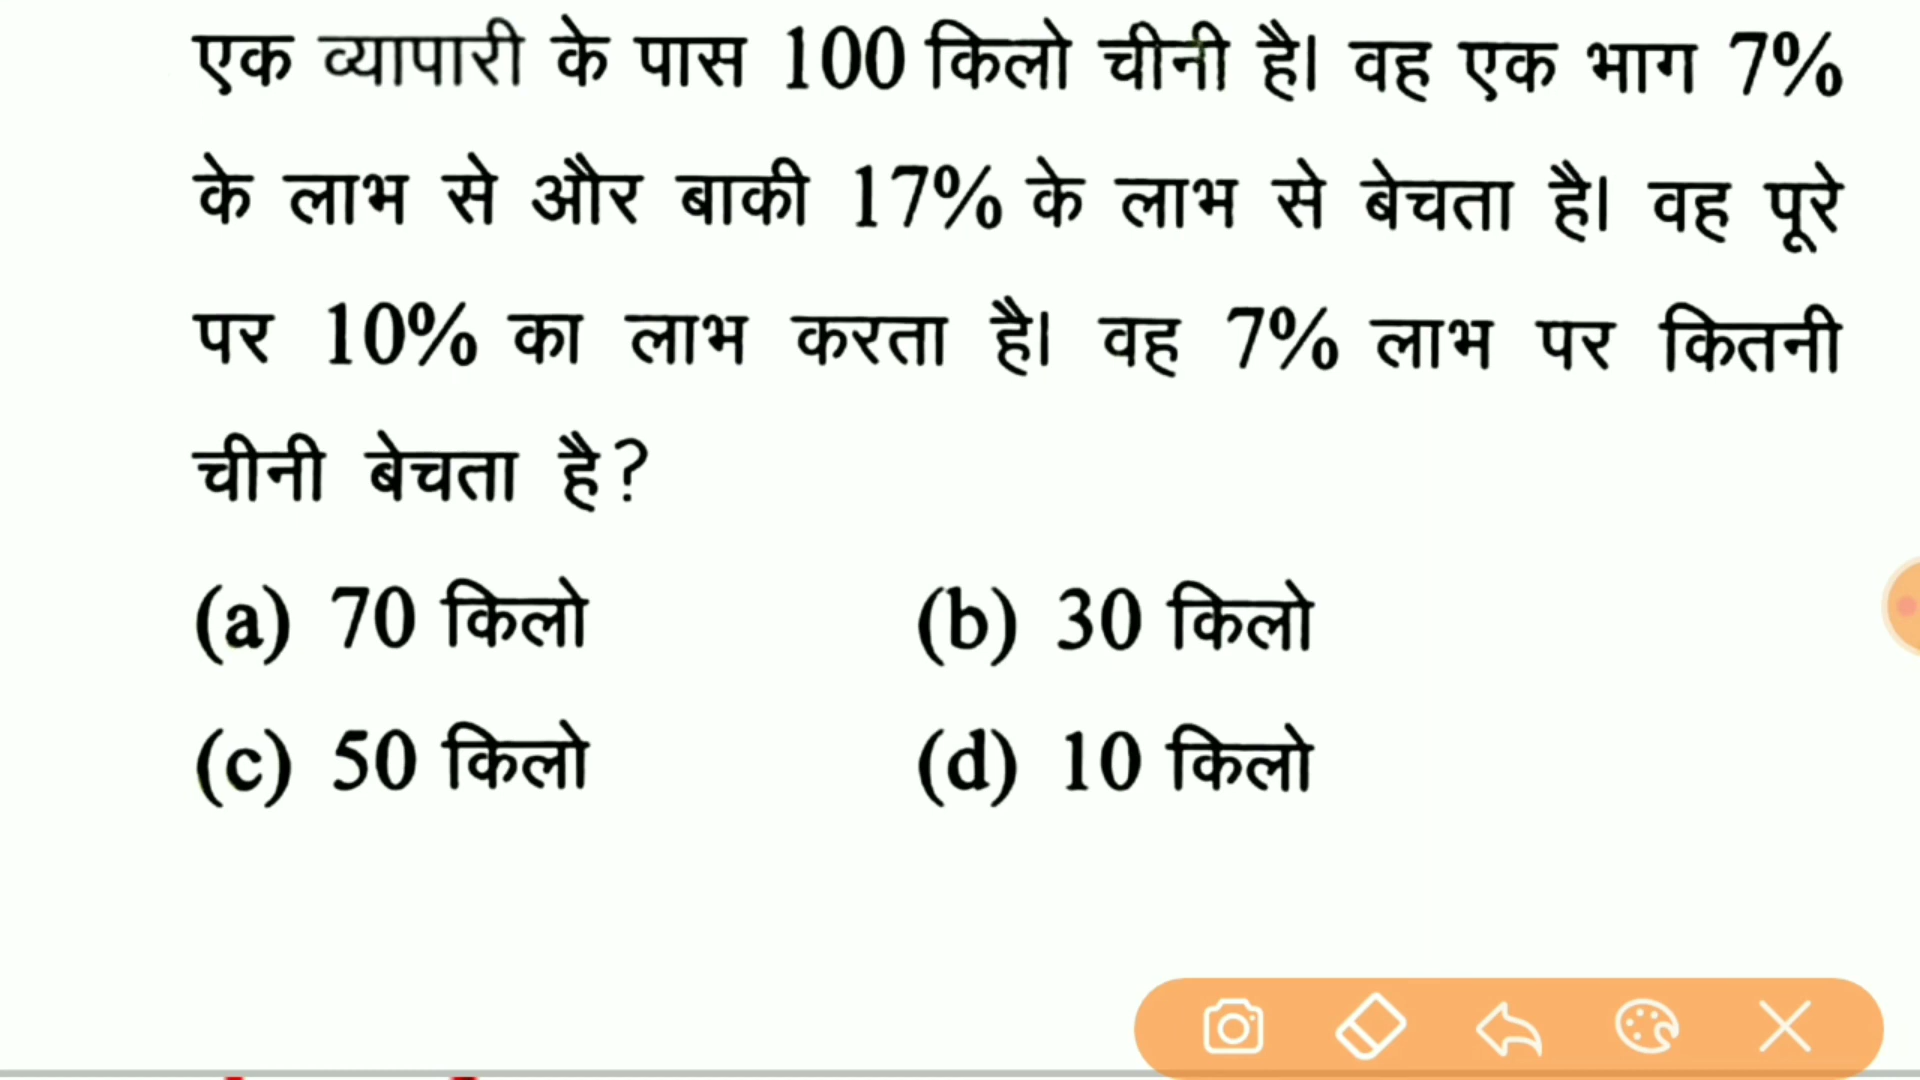 एक व्यापारी के पास 100 किलो चीनी है। वह एक भाग 7%
के लाभ से और बाकी 17% के लाभ से बेचता है। वह पूरे
पर 10% का लाभ करता है। वह 7% लाभ पर कितनी
चीनी बेचता है?
(a) 70 किलो (b) 30 किलो
(c) 50 किलो (d) 10 किलो